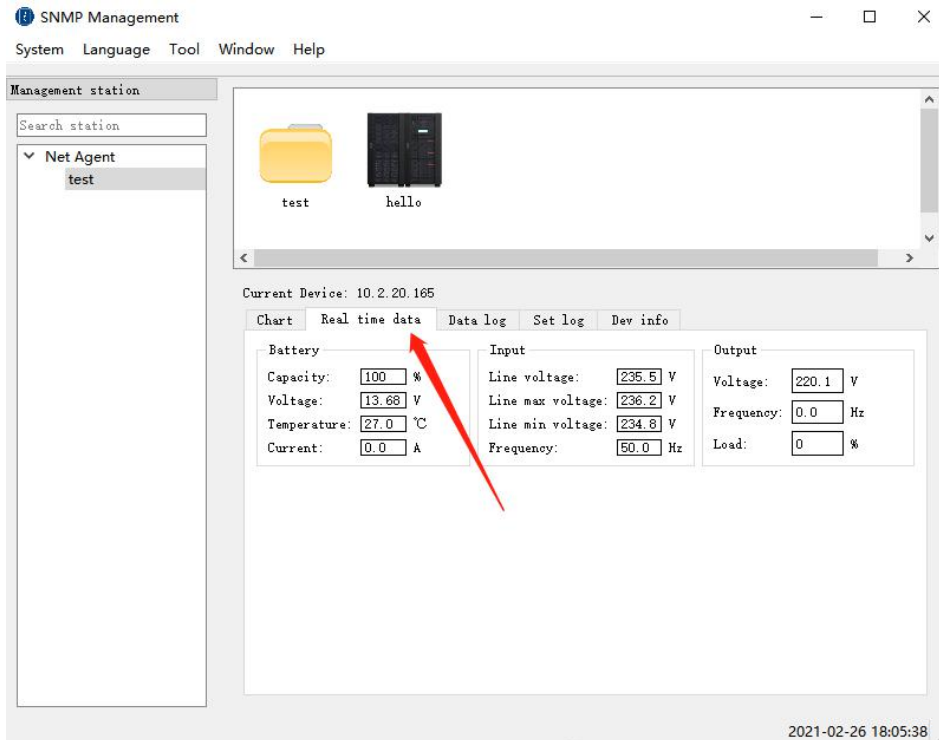 SNMP Management
System Language Tool Window Help
Management station
Search station
Net Agent
test
test hello
Current Device: 10.2.20.165
Chart Real time data Data log Set log Dev info
Battery Input Output
Capacity: 100 % Line voltage: 235.5 V Voltage: 220.1 V
Voltage: 13.68 V Line max voltage: 236.2 V Frequency: 0.0 Hz
Temperature: 27.0 ℃ Line min voltage: 234.8 V Load: 0 %
Current: 0.0 A Frequency: 50.0 Hz
2021-02-26 18:05:38